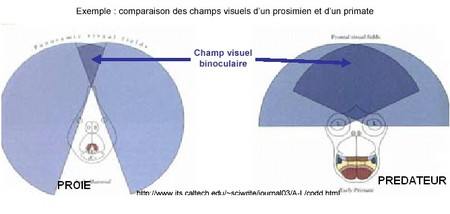 Exemple : comparaison des champs visuels d'un prosimien et d'un primate
Panoramic visual fields
Frontal visual fields
Champ visuel
binoculaire
PROIE
PREDATEUR
Early Primate
http://www.its.caltech.edu/~sciwrite/journal03/A-L/codd.html